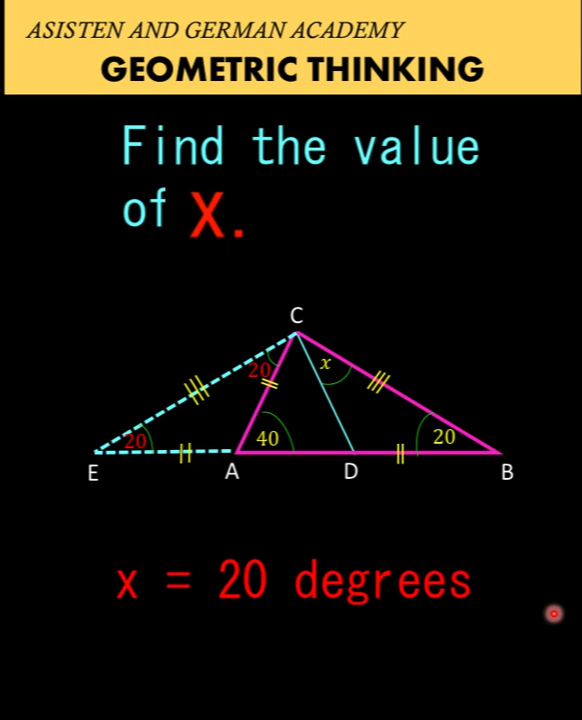 ASISTEN AND GERMAN ACADEMY
GEOMETRIC THINKING
Find the value
of X.
C
20
x
20
40
20
E
A
D
B
x = 20 degrees